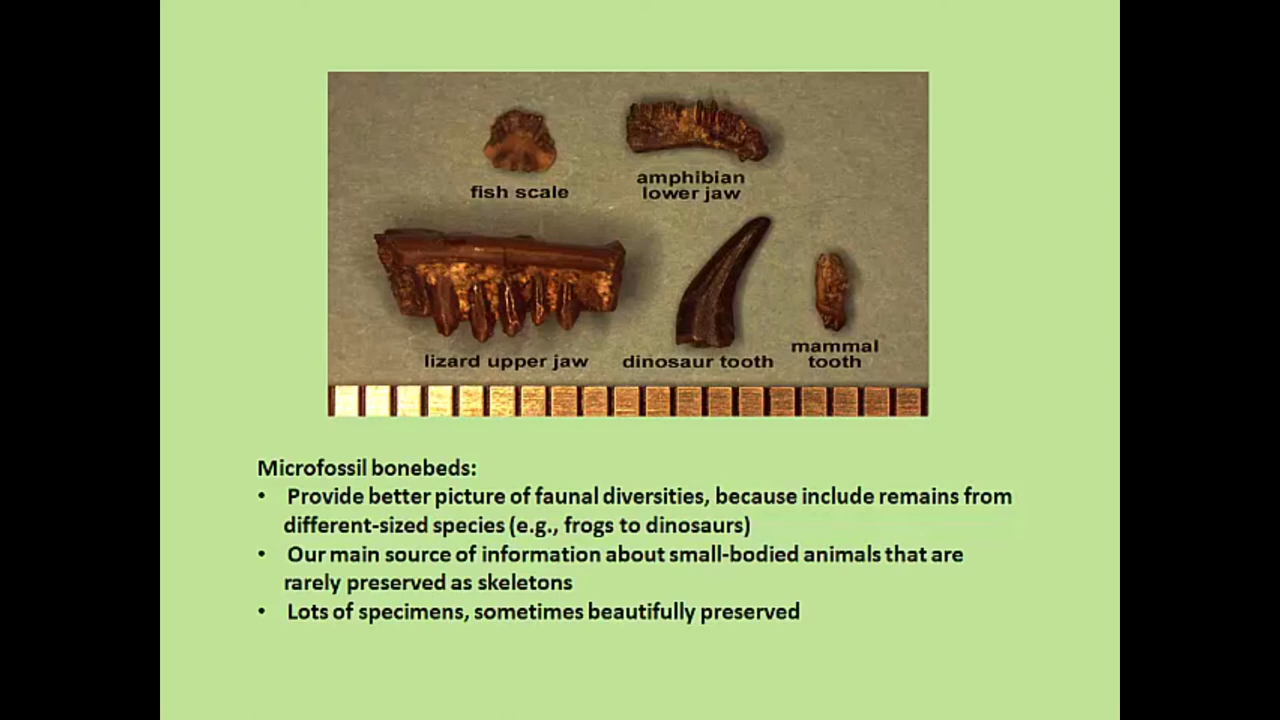 fish scale
amphibian
lower jaw
lizard upper jaw
dinosaur tooth
mammal
tooth
Microfossil bonebeds:
• Provide better picture of faunal diversities, because include remains from
different-sized species (e.g., frogs to dinosaurs)
• Our main source of information about small-bodied animals that are
rarely preserved as skeletons
• Lots of specimens, sometimes beautifully preserved